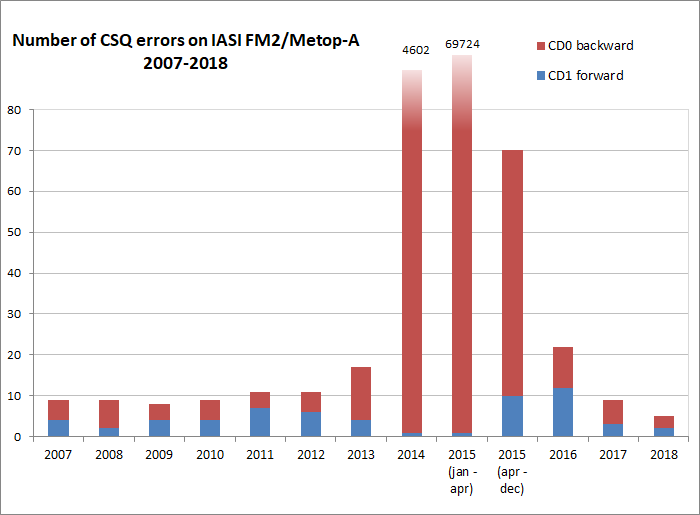 Number of CSQ errors on IASI FM2/Metop-A
2007-2018
4602
69724
CD0 backward
CD1 forward
80
70
60
50
40
30
20
10
0
2007 2008 2009 2010 2011 2012 2013 2014 2015 2015 2016 2017 2018
(jan - (apr -
apr) dec)